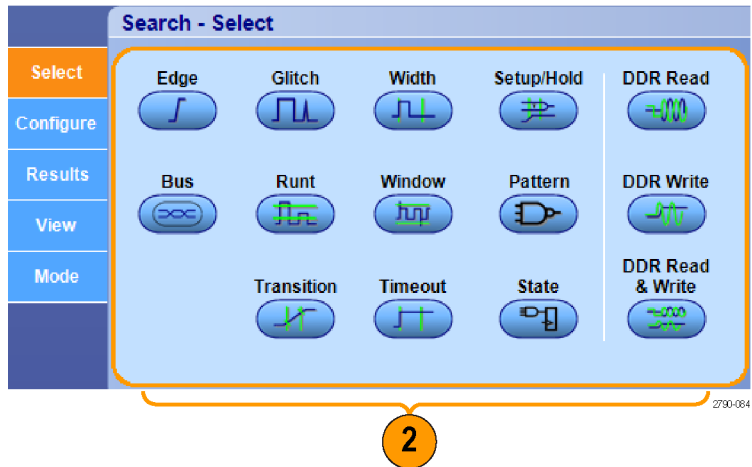 Search - Select
Select
Configure
Results
View
Mode
Edge
Glitch
Width
Setup/Hold
DDR Read
Bus
Runt
Window
Pattern
DDR Write
Transition
Timeout
State
DDR Read
& Write
2790-084
2